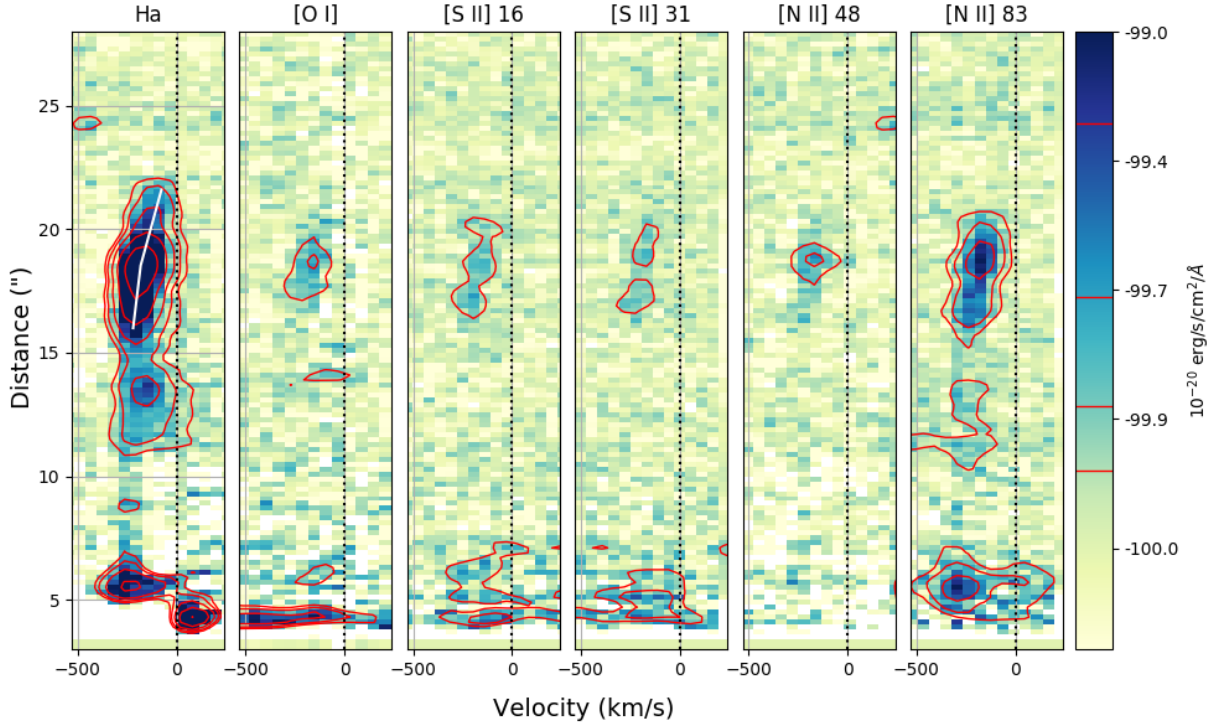 Ha [O I] [S II] 16 [S II] 31 [N II] 48 [N II] 83
-99.0
25
-99.4
20
-99.7
15
-99.9
10
-100.0
5
Distance (")
10⁻²⁰ erg/s/cm²/Å
−500 0 −500 0 −500 0 −500 0 −500 0 −500 0
Velocity (km/s)